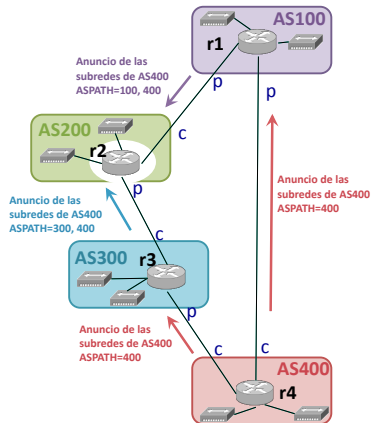 AS100
r1
p
p
Anuncio de las
subredes de AS400
ASPATH=100, 400
AS200
r2
c
p
Anuncio de las
subredes de AS400
ASPATH=300, 400
Anuncio de las
subredes de AS400
ASPATH=400
c
AS300
r3
p
Anuncio de las
subredes de AS400
ASPATH=400
c
c
AS400
r4